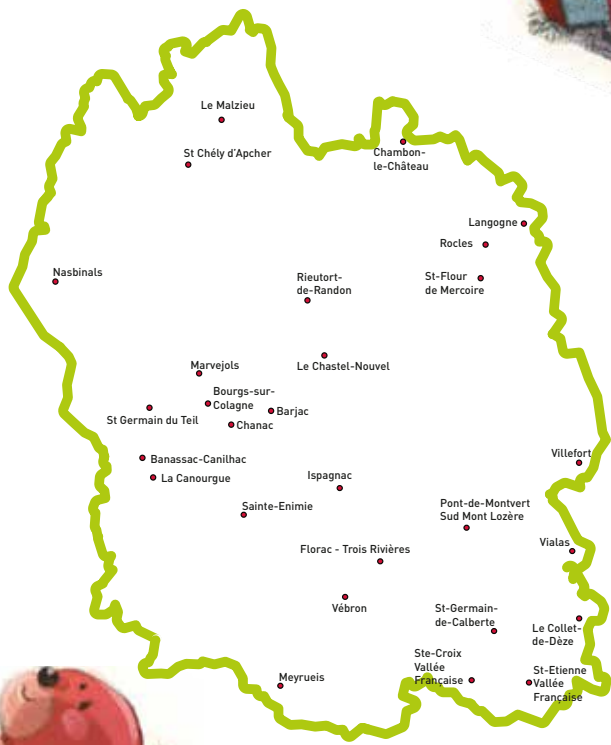 Le Malzieu
St Chély d'Apcher
Chambon-
le-Château
Langogne
Rocles
Nasbinals
Rieutort-
de-Randon
St-Flour
de Mercoire
Marvejols
Le Chastel-Nouvel
Bourgs-sur-
Colagne
Barjac
St Germain du Teil
Chanac
Banassac-Canilhac
Villefort
La Canourgue
Ispagnac
Sainte-Enimie
Pont-de-Montvert
Sud Mont Lozère
Florac - Trois Rivières
Vialas
Vébron
St-Germain-
de-Calberte
Le Collet-
de-Dèze
Ste-Croix
Vallée
Française
Meyrueis
St-Etienne
Vallée
Française